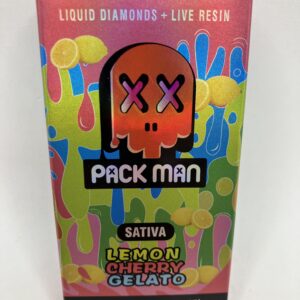 LIQUID DIAMONDS + LIVE RESIN
PACK MAN
SATIVA
LEMON
CHERRY
GELATO